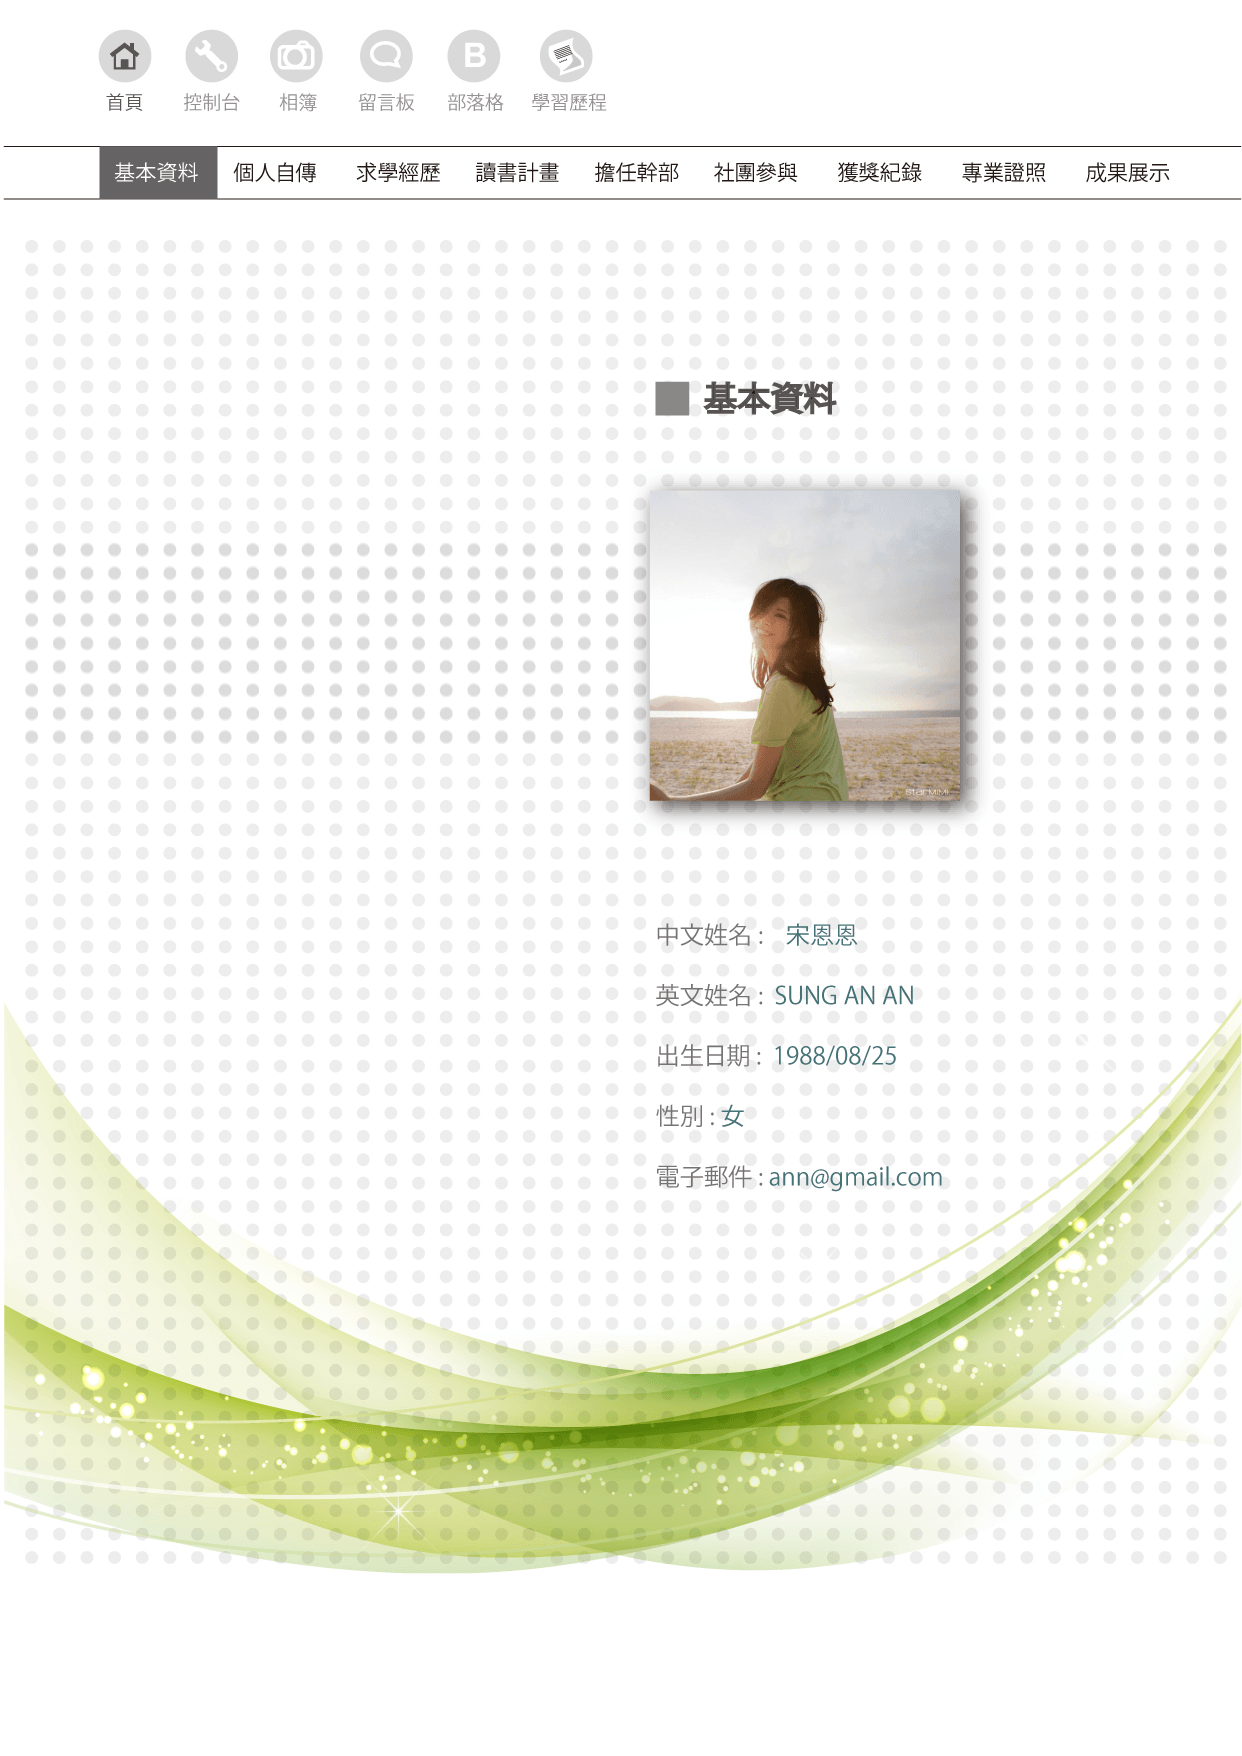 首頁 控制台 相簿 留言板 部落格 學習歷程
基本資料 個人自傳 求學經歷 讀書計畫 擔任幹部 社團參與 獲獎紀錄 專業證照 成果展示
基本資料
starMIMI
中文姓名 : 宋恩恩
英文姓名 : SUNG AN AN
出生日期 : 1988/08/25
性別 : 女
電子郵件 : ann@gmail.com